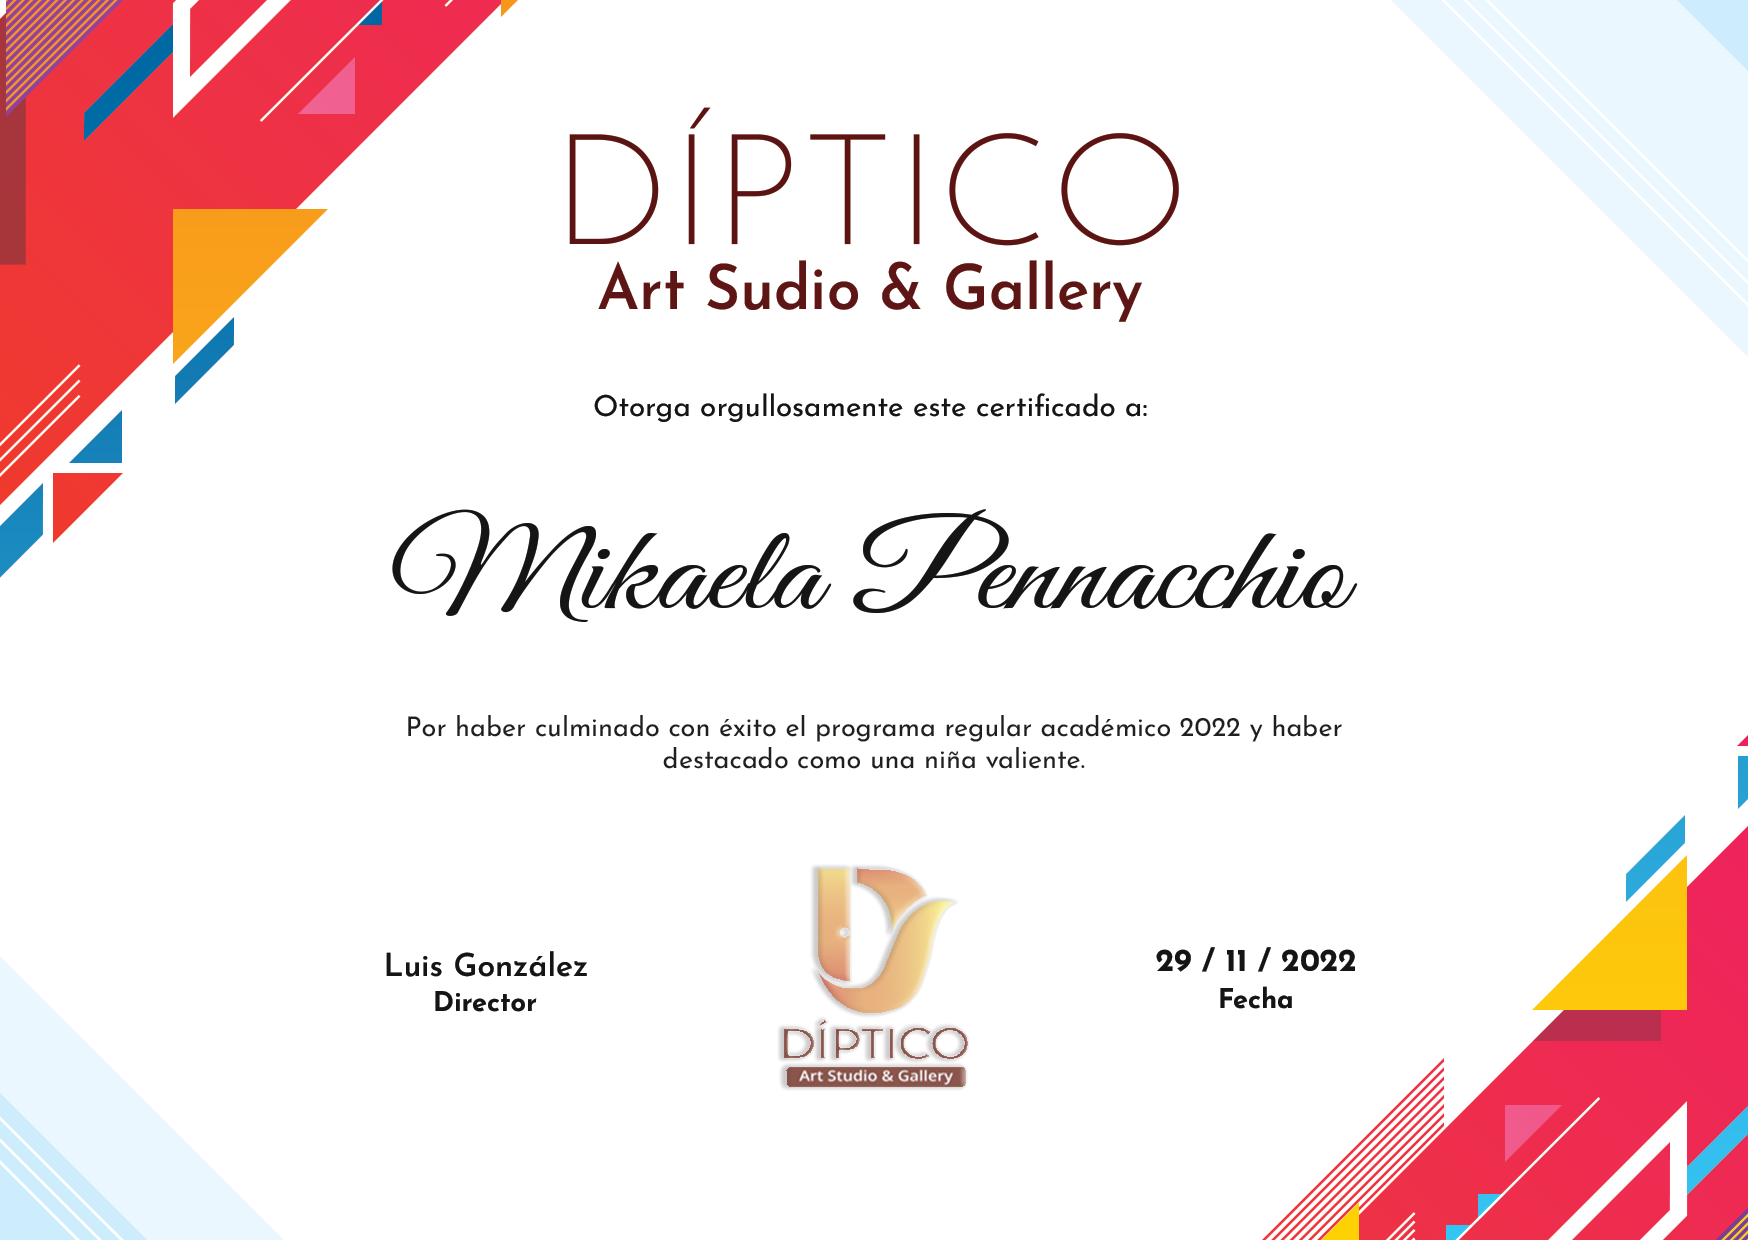 DÍPTICO
Art Sudio & Gallery
Otorga orgullosamente este certificado a:
Mikaela Pennacchio
Por haber culminado con éxito el programa regular académico 2022 y haber
destacado como una niña valiente.
Luis González
Director
DÍPTICO
Art Studio & Gallery
29 / 11 / 2022
Fecha